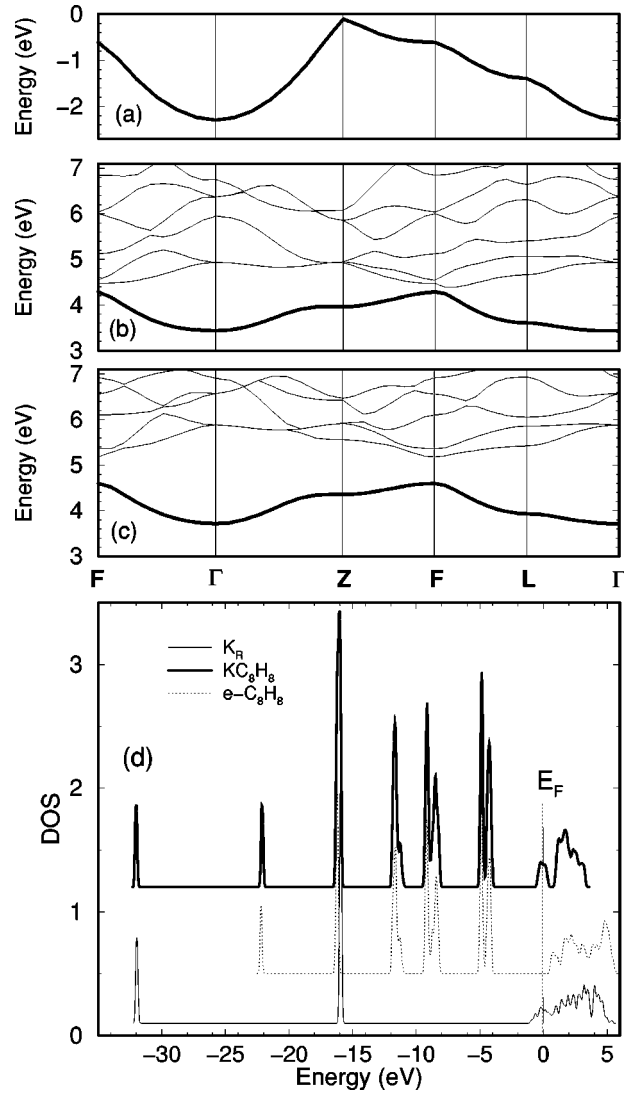 0
−1
−2
Energy (eV)
(a)
7
6
5
4
3
Energy (eV)
(b)
7
6
5
4
3
Energy (eV)
(c)
F Γ Z F L Γ
K_R
KC₈H₈
e−C₈H₈
(d)
E_F
3
2
1
0
DOS
−30 −25 −20 −15 −10 −5 0 5
Energy (eV)